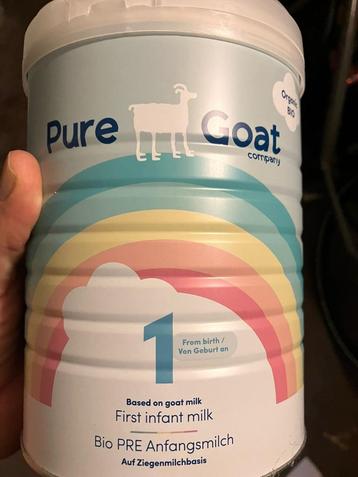 Organic
BIO
Pure Goat
company
1
From birth /
Von Geburt an
Based on goat milk
First infant milk
Bio PRE Anfangsmilch
Auf Ziegenmilchbasis